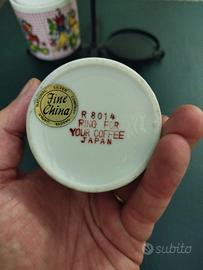 Fine
China
R 8014
RING FOR
YOUR COFFEE
JAPAN
subito